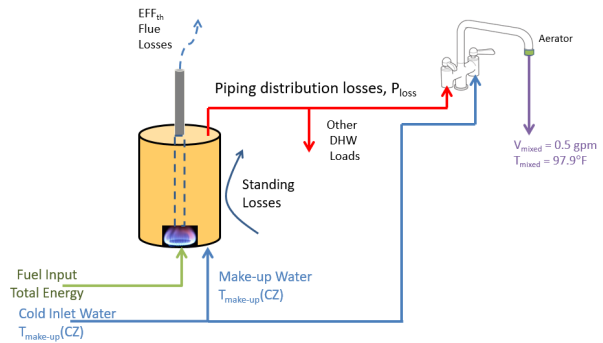 EFFth
Flue
Losses
Aerator
Piping distribution losses, Ploss
Other
DHW
Loads
Vmixed = 0.5 gpm
Tmixed = 97.9°F
Standing
Losses
Fuel Input
Total Energy
Make-up Water
Tmake-up(CZ)
Cold Inlet Water
Tmake-up(CZ)